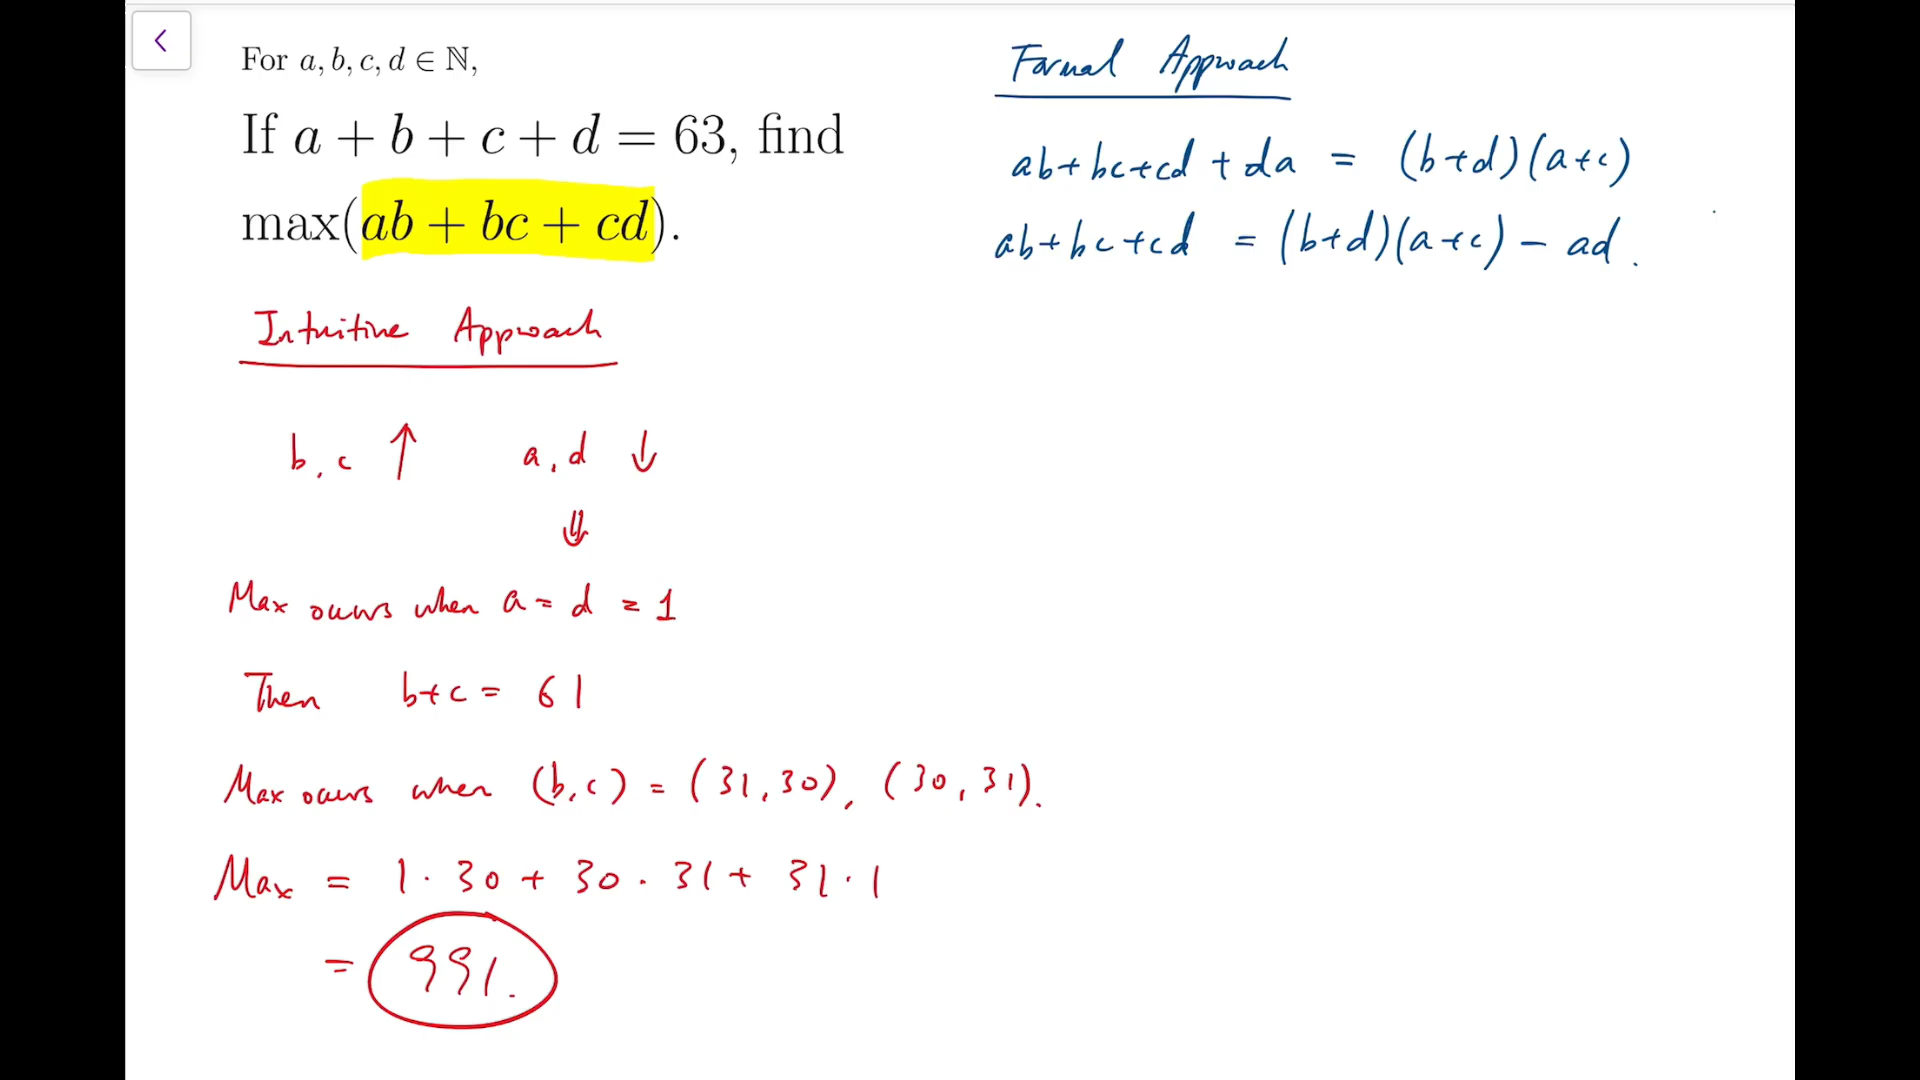 For a, b, c, d ∈ ℕ,
If a + b + c + d = 63, find
max(ab + bc + cd).
Intuitive Approach
b, c ↑ a, d ↓
⇓
Max occurs when a = d = 1
Then b+c = 61
Max occurs when (b,c) = (31,30), (30,31).
Max = 1·30 + 30·31 + 31·1
= 991.
Formal Approach
ab+bc+cd+da = (b+d)(a+c)
ab+bc+cd = (b+d)(a+c) − ad.